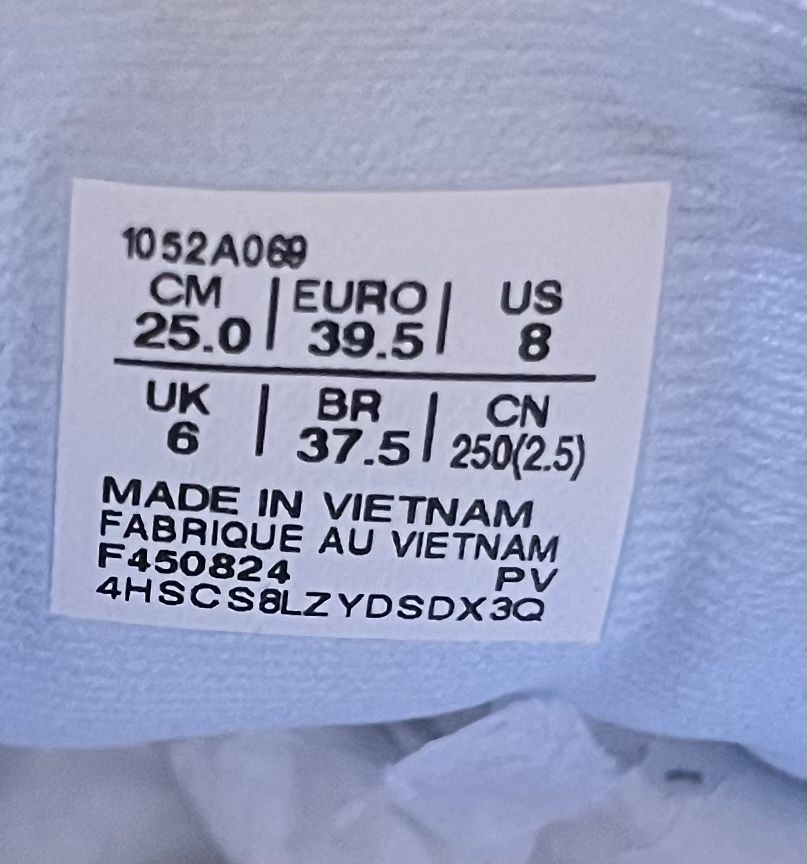 1052A069
CM | EURO | US
25.0 | 39.5 | 8
UK | BR | CN
6 | 37.5 | 250(2.5)
MADE IN VIETNAM
FABRIQUE AU VIETNAM
F450824 PV
4HSCS8LZYDSDX3Q